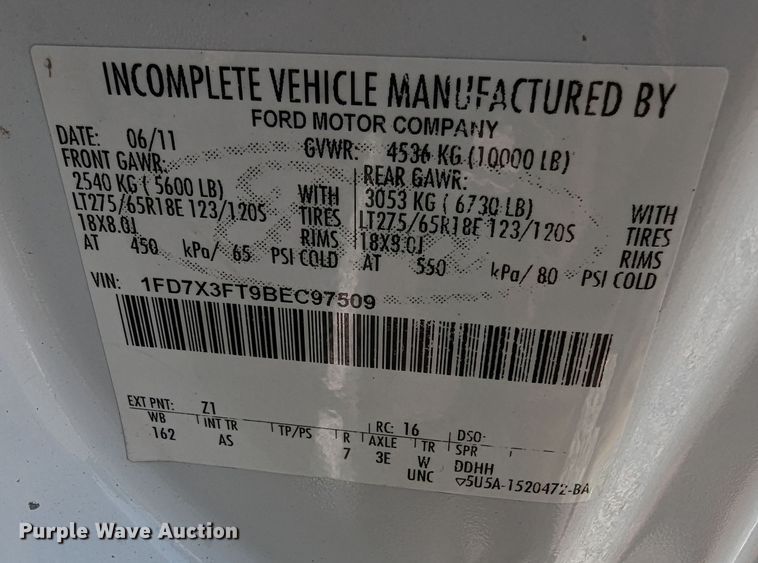 INCOMPLETE VEHICLE MANUFACTURED BY
FORD MOTOR COMPANY
DATE: 06/11 GVWR: 4536 KG (10000 LB)
FRONT GAWR: REAR GAWR:
2540 KG ( 5600 LB) WITH 3053 KG ( 6730 LB) WITH
LT275/65R18E 123/120S TIRES LT275/65R18E 123/120S TIRES
18X8.0J RIMS 18X8.0J RIMS
AT 450 kPa/ 65 PSI COLD AT 550 kPa/ 80 PSI COLD
VIN: 1FD7X3FT9BEC97509
EXT PNT: Z1 RC: 16 DSO:
WB INT TR TP/PS R AXLE TR SPR
162 AS 7 3E W DDHH
UNC ▽5U5A-1520472-BA
Purple Wave Auction